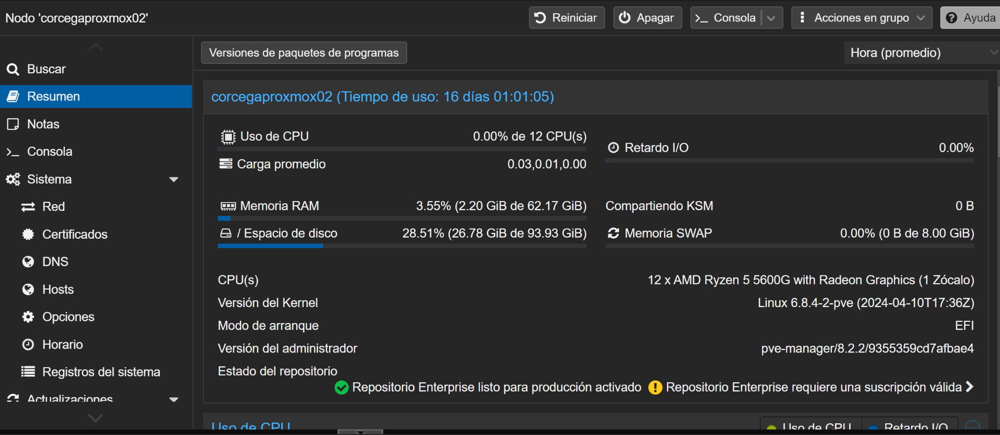 Nodo 'corcegaproxmox02'
Reiniciar
Apagar
Consola
Acciones en grupo
Ayuda
Versiones de paquetes de programas
Hora (promedio)
Buscar
Resumen
Notas
Consola
Sistema
Red
Certificados
DNS
Hosts
Opciones
Horario
Registros del sistema
Actualizaciones
corcegaproxmox02 (Tiempo de uso: 16 días 01:01:05)
Uso de CPU 0.00% de 12 CPU(s)
Retardo I/O 0.00%
Carga promedio 0.03,0.01,0.00
Memoria RAM 3.55% (2.20 GiB de 62.17 GiB)
Compartiendo KSM 0 B
/ Espacio de disco 28.51% (26.78 GiB de 93.93 GiB)
Memoria SWAP 0.00% (0 B de 8.00 GiB)
CPU(s) 12 x AMD Ryzen 5 5600G with Radeon Graphics (1 Zócalo)
Versión del Kernel Linux 6.8.4-2-pve (2024-04-10T17:36Z)
Modo de arranque EFI
Versión del administrador pve-manager/8.2.2/9355359cd7afbae4
Estado del repositorio
Repositorio Enterprise listo para producción activado Repositorio Enterprise requiere una suscripción válida
Uso de CPU
Uso de CPU
Retardo I/O